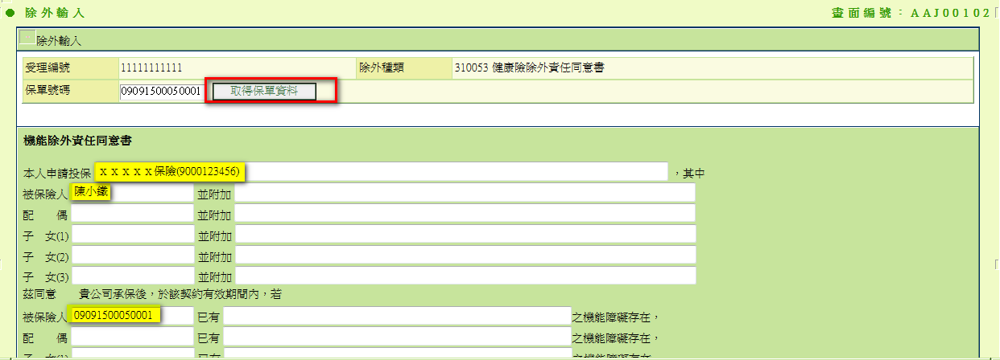 除外輸入 畫面編號：AAJ00102
除外輸入
受理編號 11111111111 除外種類 310053 健康險除外責任同意書
保單號碼 09091500050001 取得保單資料
機能除外責任同意書
本人申請投保 ｘｘｘｘｘ保險(9000123456) ，其中
被保險人 陳小鐵 並附加
配　　偶 並附加
子　女(1) 並附加
子　女(2) 並附加
子　女(3) 並附加
茲同意　　貴公司承保後，於該契約有效期間內，若
被保險人 09091500050001 已有 之機能障礙存在，
配　　偶 已有 之機能障礙存在，
子　女(1) 已有 之機能障礙存在，